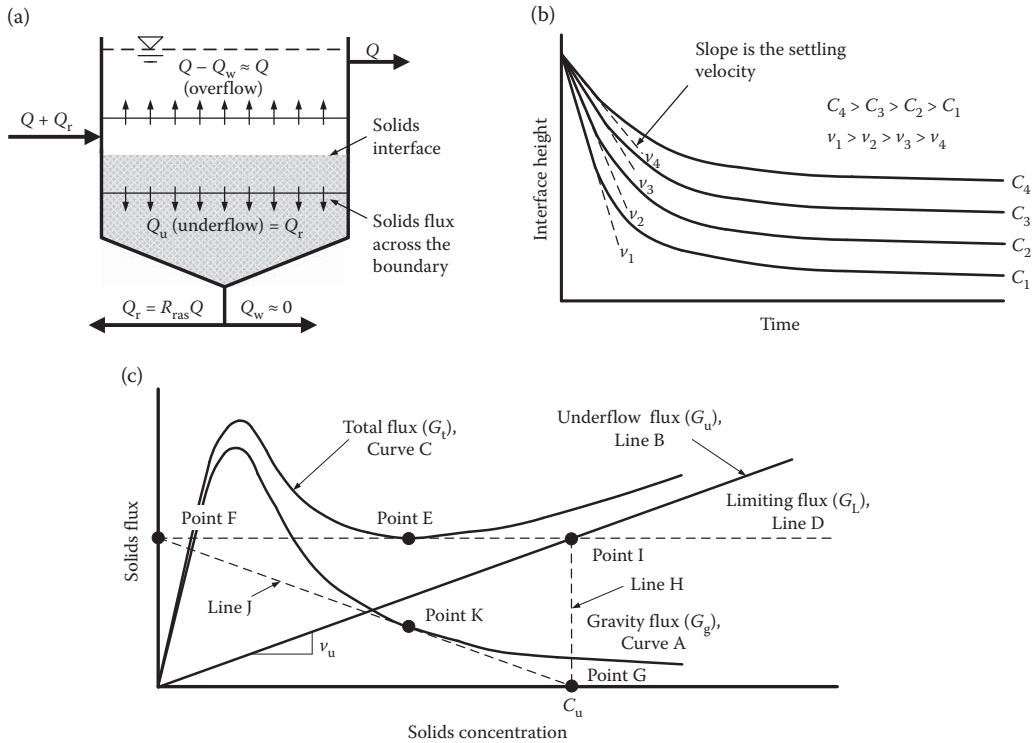 (a)
Q
Q − Q_w ≈ Q
(overflow)
Q + Q_r
Solids
interface
Q_u (underflow) = Q_r
Solids flux
across the
boundary
Q_r = R_ras Q
Q_w ≈ 0
(b)
Slope is the settling
velocity
C_4 > C_3 > C_2 > C_1
v_1 > v_2 > v_3 > v_4
Interface height
v_4
v_3
v_2
v_1
C_4
C_3
C_2
C_1
Time
(c)
Total flux (G_t),
Curve C
Underflow flux (G_u),
Line B
Limiting flux (G_L),
Line D
Point F
Point E
Point I
Solids flux
Line J
Line H
Point K
Gravity flux (G_g),
Curve A
v_u
Point G
C_u
Solids concentration